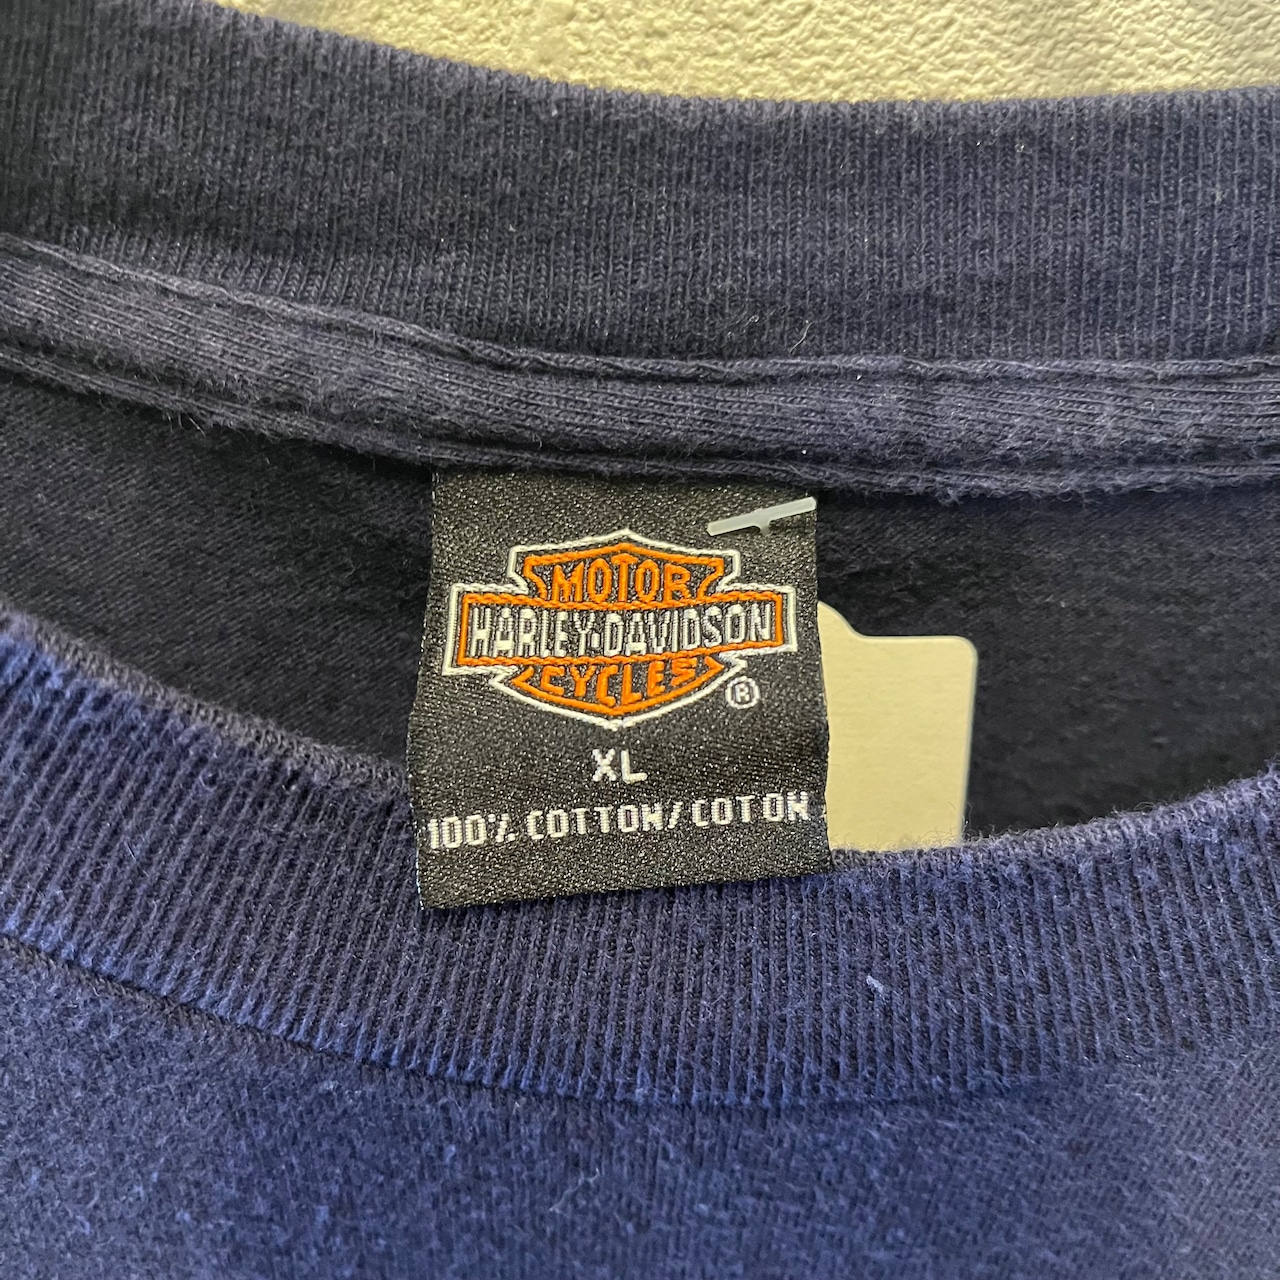 MOTOR
HARLEY-DAVIDSON
CYCLES
®
XL
100% COTTON/COTON